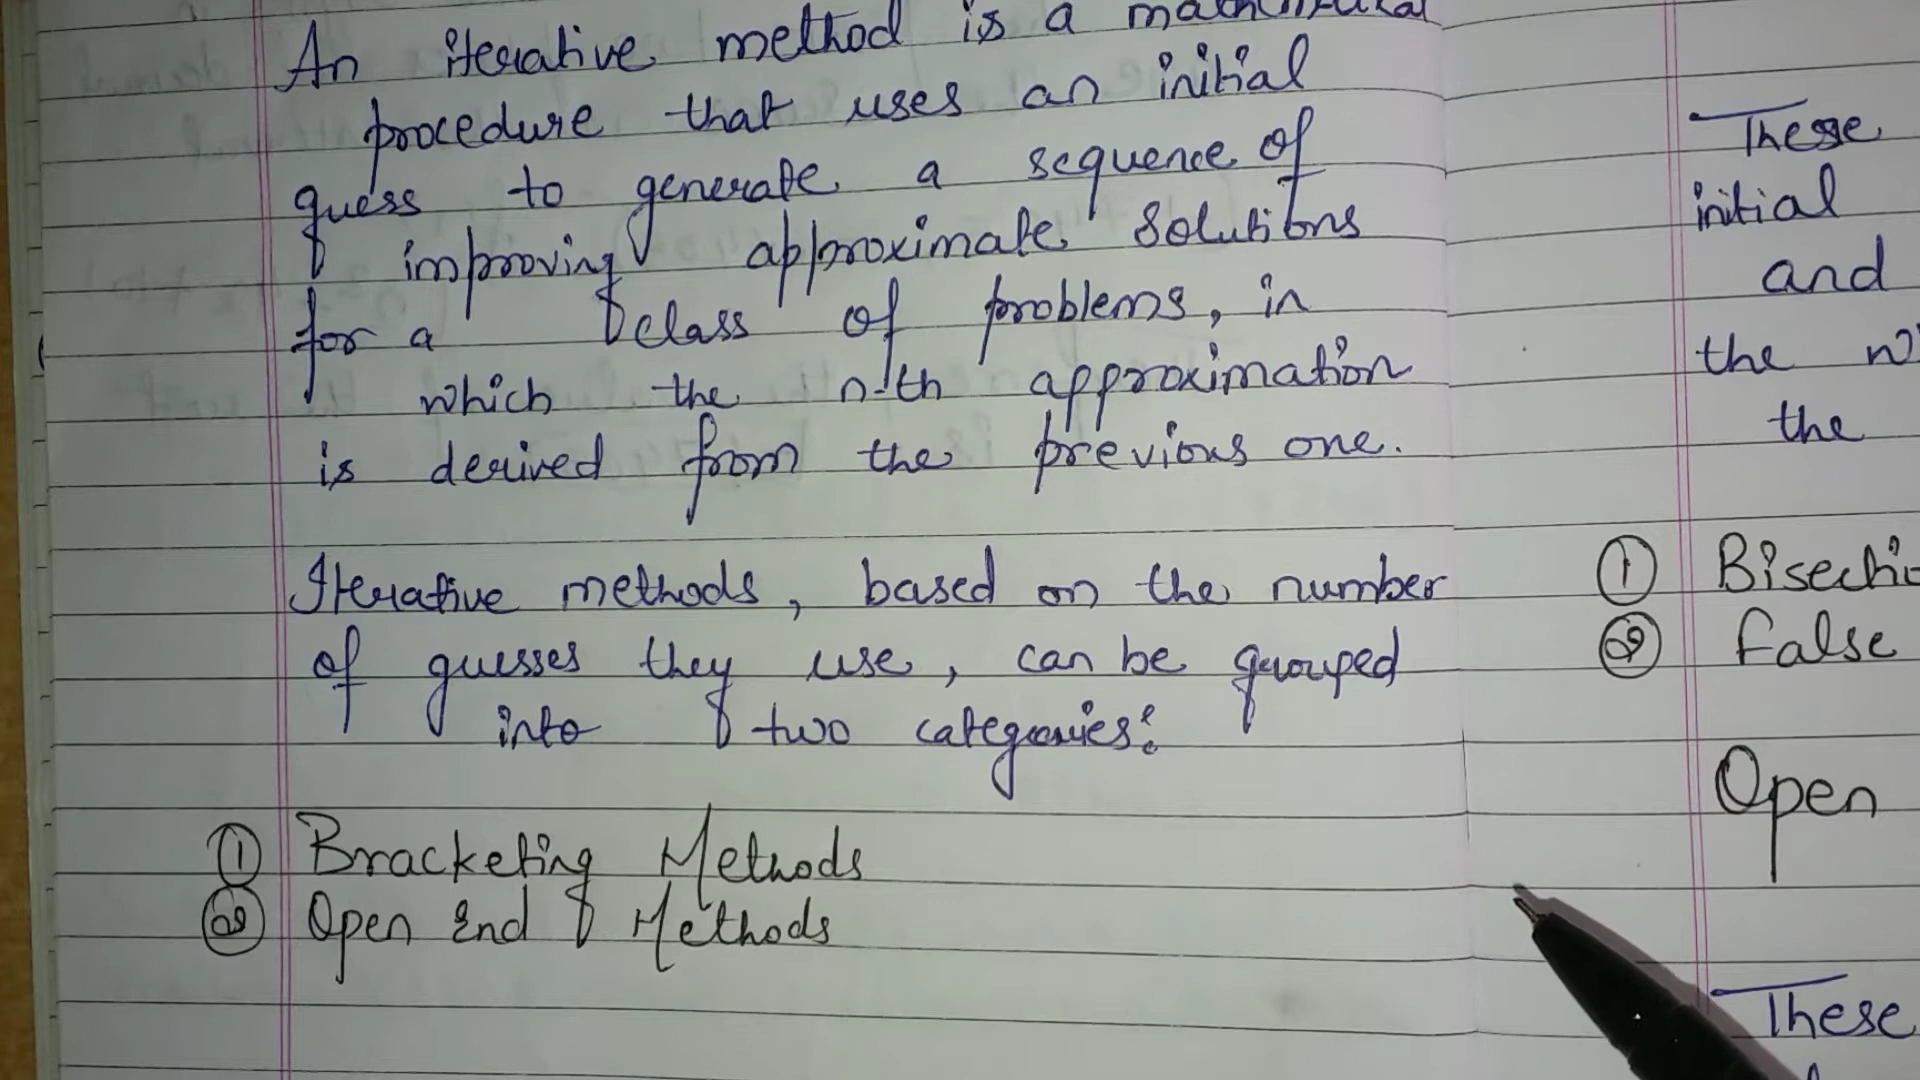 An iterative method is a mathematical
procedure that uses an initial
guess to generate a sequence of
improving approximate solutions
for a class of problems, in
which the n-th approximation
is derived from the previous one.
Iterative methods, based on the number
of guesses they use, can be grouped
into two categories:
① Bracketing Methods
② Open End Methods
These
initial
and
the
the
① Bisectio
② False
Open
These